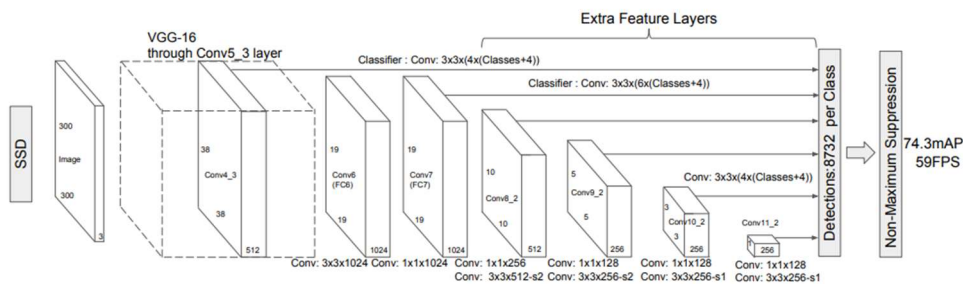 Extra Feature Layers
VGG-16
through Conv5_3 layer
Classifier : Conv: 3x3x(4x(Classes+4))
Classifier : Conv: 3x3x(6x(Classes+4))
SSD
300
Image
300
3
38
Conv4_3
38
512
19
Conv6
(FC6)
19
1024
19
Conv7
(FC7)
19
1024
10
Conv8_2
10
512
5
Conv9_2
5
256
Conv: 3x3x(4x(Classes+4))
3
Conv10_2
3
256
Conv11_2
1
256
Detections:8732 per Class
Non-Maximum Suppression
74.3mAP
59FPS
Conv: 3x3x1024
Conv: 1x1x1024
Conv: 1x1x256
Conv: 3x3x512-s2
Conv: 1x1x128
Conv: 3x3x256-s2
Conv: 1x1x128
Conv: 3x3x256-s1
Conv: 1x1x128
Conv: 3x3x256-s1